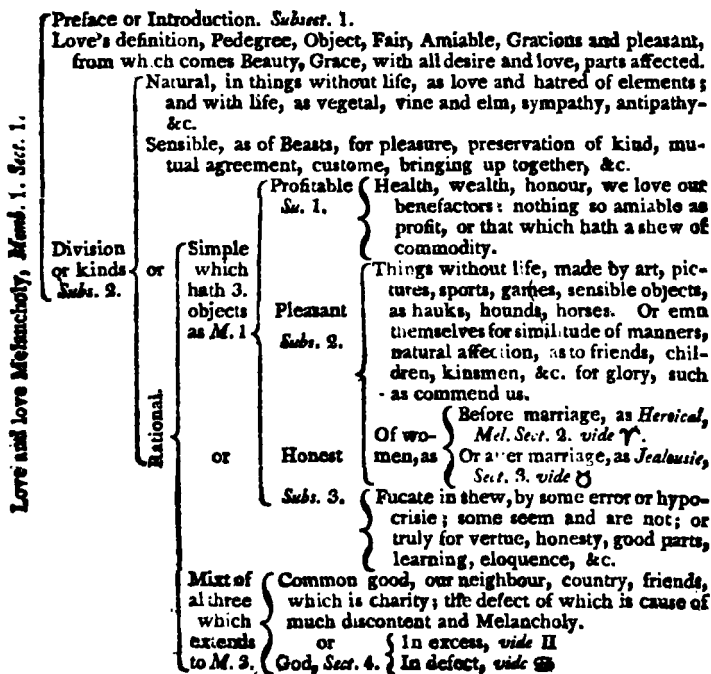 Love and love Melancholy, Memb. 1. Sect. 1.
Preface or Introduction. Subsect. 1.
Love's definition, Pedegree, Object, Fair, Amiable, Gracious and pleasant,
from wh.ch comes Beauty, Grace, with all desire and love, parts affected.
Division
or kinds
Subs. 2.
Natural, in things without life, as love and hatred of elements;
and with life, as vegetal, vine and elm, sympathy, antipathy-
&c.
Sensible, as of Beasts, for pleasure, preservation of kind, mu-
tual agreement, custome, bringing up together, &c.
or
Rational.
Simple
which
hath 3.
objects
as M. 1
Profitable
Su. 1.
Health, wealth, honour, we love our
benefactors: nothing so amiable as
profit, or that which hath a shew of
commodity.
Pleasant
Subs. 2.
Things without life, made by art, pic-
tures, sports, games, sensible objects,
as hauks, hounds, horses. Or emn
themselves for similitude of manners,
natural affection, as to friends, chil-
dren, kinsmen, &c. for glory, such
as commend us.
Of wo-
men, as
Before marriage, as Heroical,
Mel. Sect. 2. vide ♈.
Or after marriage, as Jealousie,
Sect. 3. vide ♉
or
Honest
Subs. 3.
Fucate in shew, by some error or hypo-
crisie; some seem and are not; or
truly for vertue, honesty, good parts,
learning, eloquence, &c.
Mixt of
al three
which
extends
to M. 3.
Common good, our neighbour, country, friends,
which is charity; the defect of which is cause of
much discontent and Melancholy.
or
God, Sect. 4.
In excess, vide II
In defect, vide